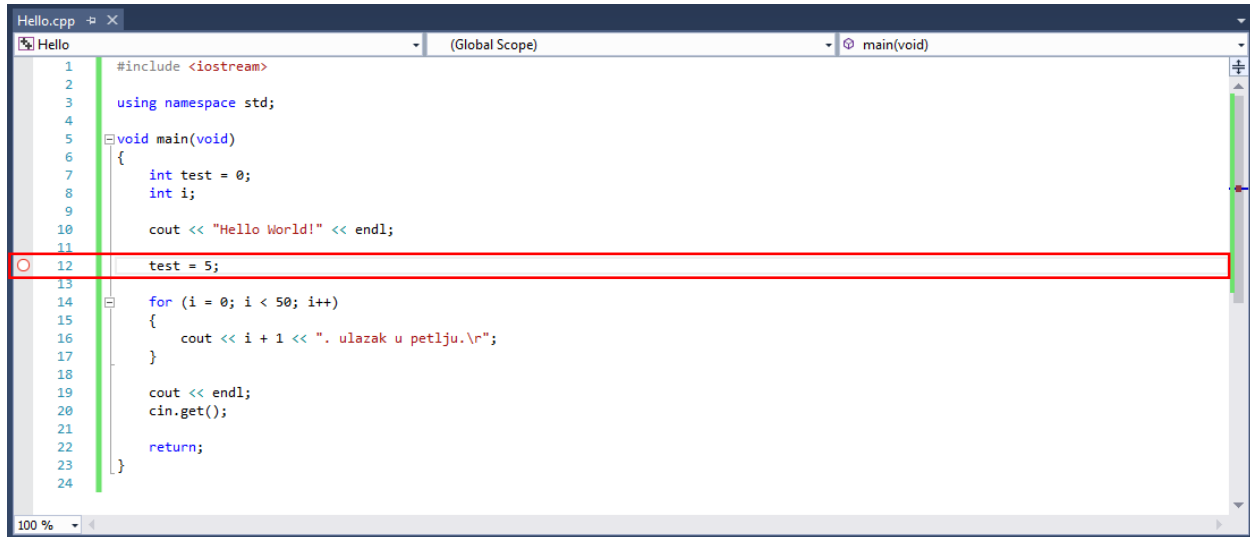 Hello.cpp
Hello (Global Scope) main(void)
1 #include <iostream>
2
3 using namespace std;
4
5 void main(void)
6 {
7     int test = 0;
8     int i;
9
10     cout << "Hello World!" << endl;
11
12     test = 5;
13
14     for (i = 0; i < 50; i++)
15     {
16         cout << i + 1 << ". ulazak u petlju.\r";
17     }
18
19     cout << endl;
20     cin.get();
21
22     return;
23 }
24
100 %